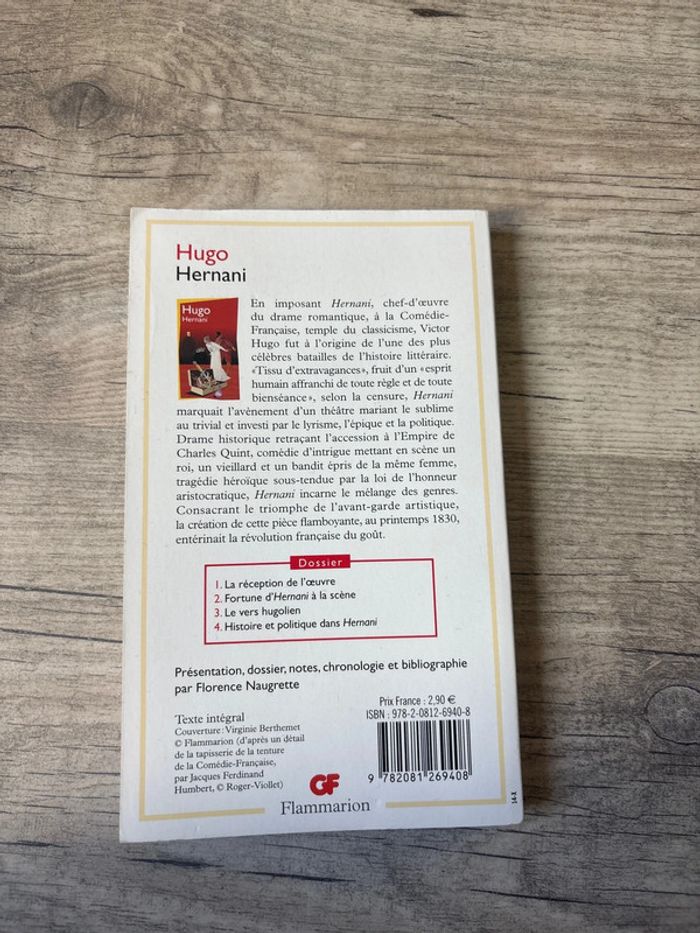 Hugo
Hernani
Hugo
Hernani
En imposant Hernani, chef-d'œuvre
du drame romantique, à la Comédie-
Française, temple du classicisme, Victor
Hugo fut à l'origine de l'une des plus
célèbres batailles de l'histoire littéraire.
«Tissu d'extravagances», fruit d'un «esprit
humain affranchi de toute règle et de toute
bienséance», selon la censure, Hernani
marquait l'avènement d'un théâtre mariant le sublime
au trivial et investi par le lyrisme, l'épique et la politique.
Drame historique retraçant l'accession à l'Empire de
Charles Quint, comédie d'intrigue mettant en scène un
roi, un vieillard et un bandit épris de la même femme,
tragédie héroïque sous-tendue par la loi de l'honneur
aristocratique, Hernani incarne le mélange des genres.
Consacrant le triomphe de l'avant-garde artistique,
la création de cette pièce flamboyante, au printemps 1830,
entérinait la révolution française du goût.
Dossier
1. La réception de l'œuvre
2. Fortune d'Hernani à la scène
3. Le vers hugolien
4. Histoire et politique dans Hernani
Présentation, dossier, notes, chronologie et bibliographie
par Florence Naugrette
Texte intégral
Couverture : Virginie Berthemet
© Flammarion (d'après un détail
de la tapisserie de la tenture
de la Comédie-Française,
par Jacques Ferdinand
Humbert, © Roger-Viollet)
Prix France : 2,90 €
ISBN : 978-2-0812-6940-8
9 782081 269408
GF
Flammarion
14-X